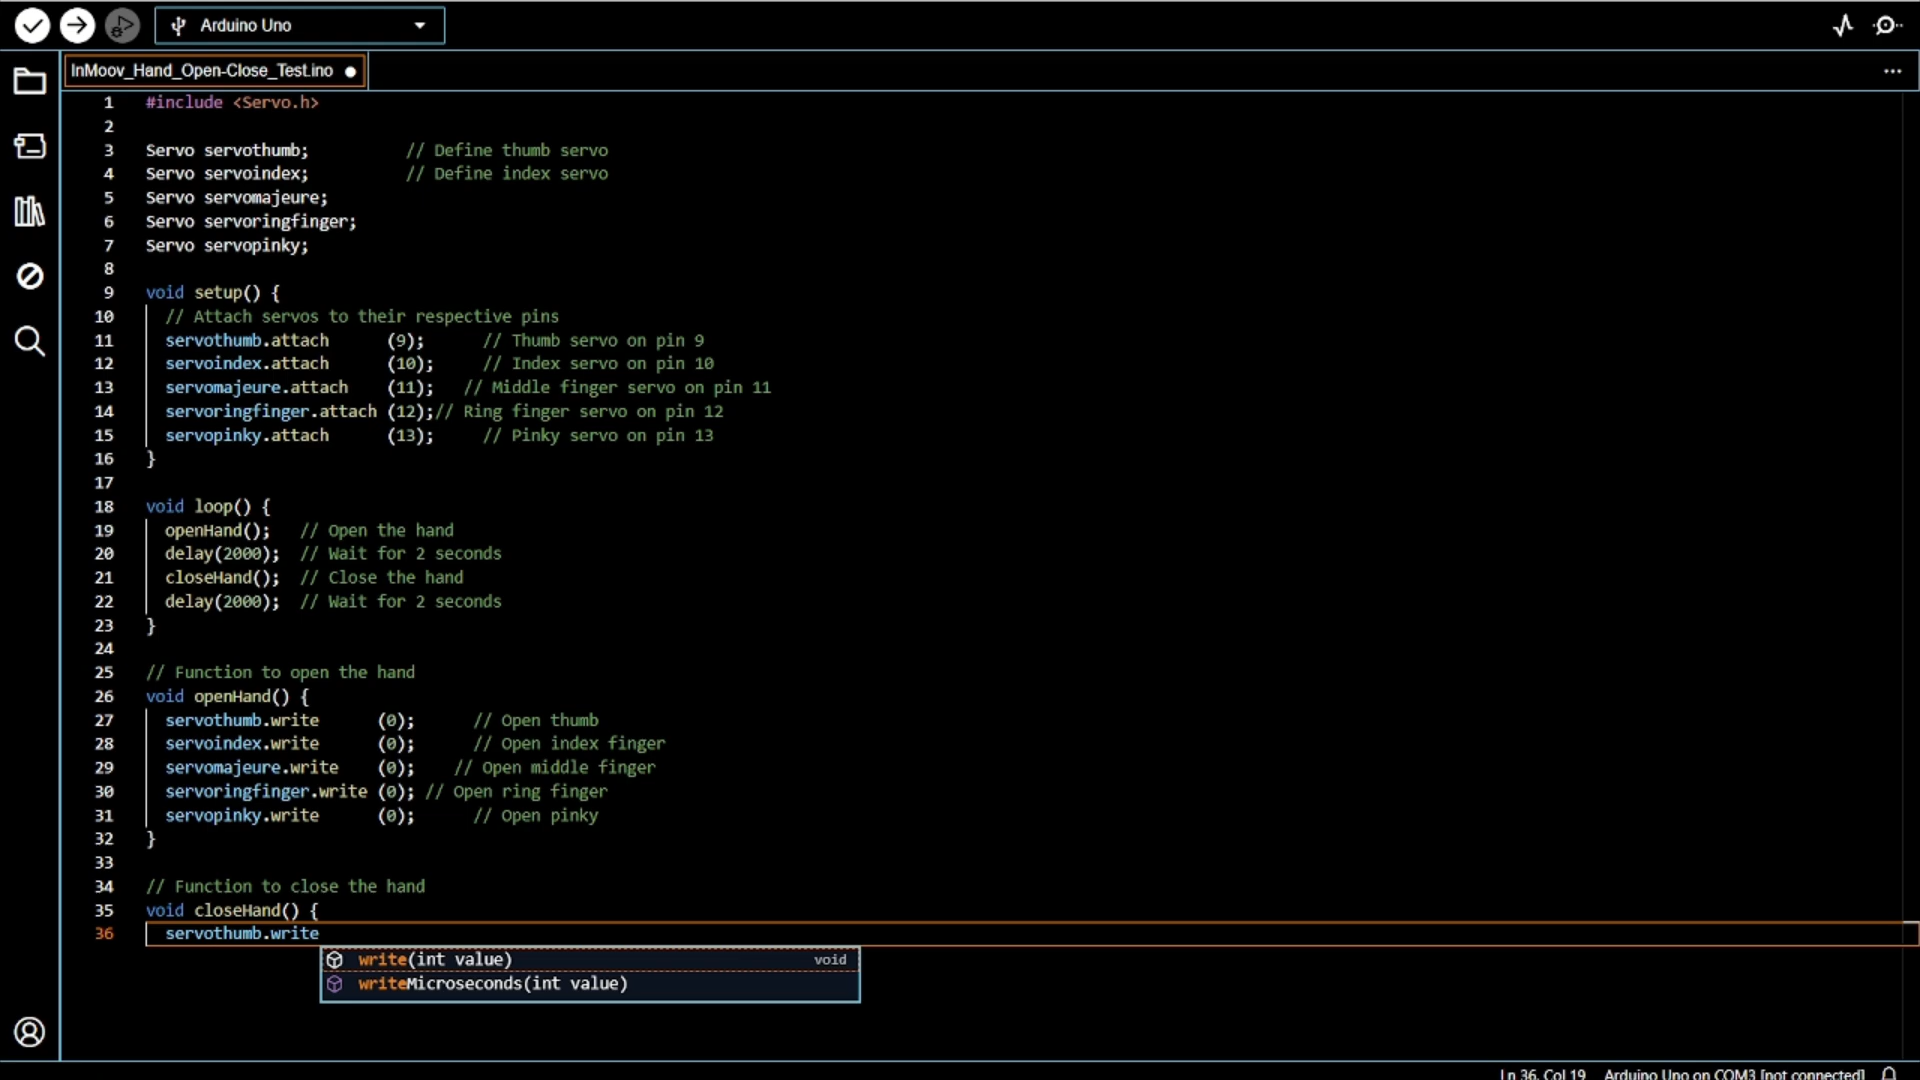 Arduino Uno
InMoov_Hand_Open-Close_Test.ino
1 #include <Servo.h>
2
3 Servo servothumb; // Define thumb servo
4 Servo servoindex; // Define index servo
5 Servo servomajeure;
6 Servo servoringfinger;
7 Servo servopinky;
8
9 void setup() {
10 // Attach servos to their respective pins
11 servothumb.attach (9); // Thumb servo on pin 9
12 servoindex.attach (10); // Index servo on pin 10
13 servomajeure.attach (11); // Middle finger servo on pin 11
14 servoringfinger.attach (12);// Ring finger servo on pin 12
15 servopinky.attach (13); // Pinky servo on pin 13
16 }
17
18 void loop() {
19 openHand(); // Open the hand
20 delay(2000); // Wait for 2 seconds
21 closeHand(); // Close the hand
22 delay(2000); // Wait for 2 seconds
23 }
24
25 // Function to open the hand
26 void openHand() {
27 servothumb.write (0); // Open thumb
28 servoindex.write (0); // Open index finger
29 servomajeure.write (0); // Open middle finger
30 servoringfinger.write (0); // Open ring finger
31 servopinky.write (0); // Open pinky
32 }
33
34 // Function to close the hand
35 void closeHand() {
36 servothumb.write
write(int value) void
writeMicroseconds(int value)
Ln 36, Col 19 Arduino Uno on COM3 [not connected]